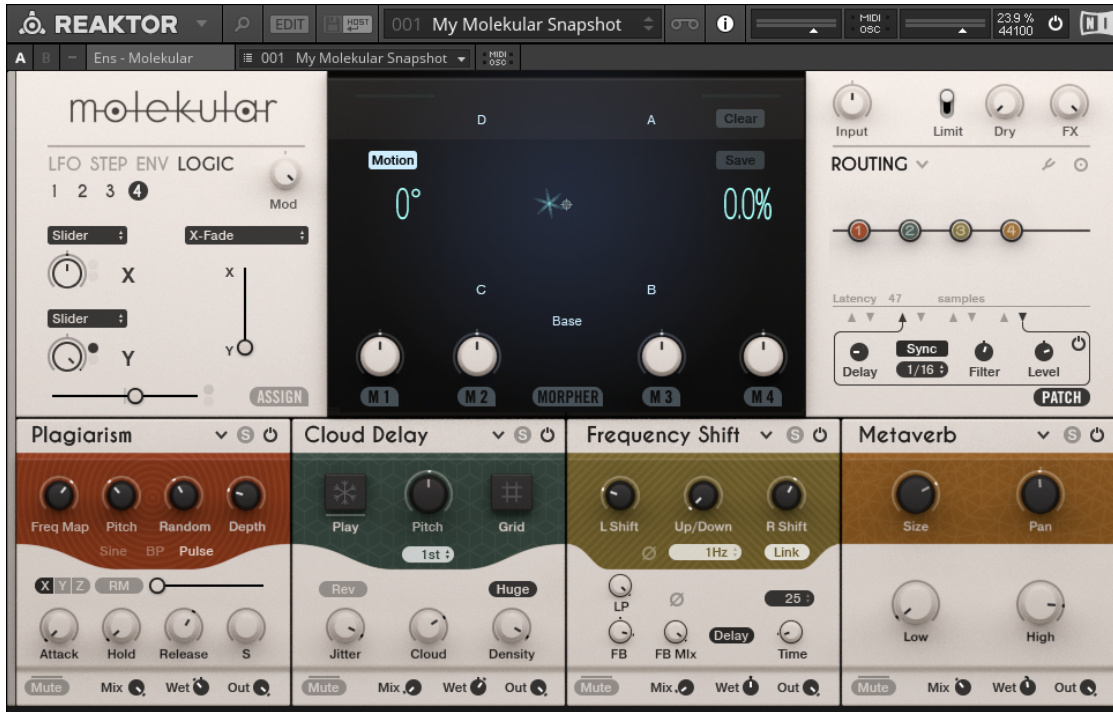 REAKTOR EDIT HOST 001 My Molekular Snapshot i MIDI OSC 23.9 % 44100 NI
A B – Ens - Molekular 001 My Molekular Snapshot MIDI OSC
molekular
LFO STEP ENV LOGIC
1 2 3 4
Mod
Slider X-Fade
X X
Slider
Y Y
ASSIGN
D A Clear
Motion Save
0° 0.0%
C B
Base
M 1 M 2 MORPHER M 3 M 4
Input Limit Dry FX
ROUTING
1 2 3 4
Latency 47 samples
Sync
Delay 1/16 Filter Level
PATCH
Plagiarism S
Freq Map Pitch Random Depth
Sine BP Pulse
X Y Z RM
Attack Hold Release S
Mute Mix Wet Out
Cloud Delay S
Play Pitch Grid
1st
Rev Huge
Jitter Cloud Density
Mute Mix Wet Out
Frequency Shift S
L Shift Up/Down R Shift
Ø 1Hz Link
LP Ø 25
FB FB MIx Delay Time
Mute Mix Wet Out
Metaverb S
Size Pan
Low High
Mute Mix Wet Out